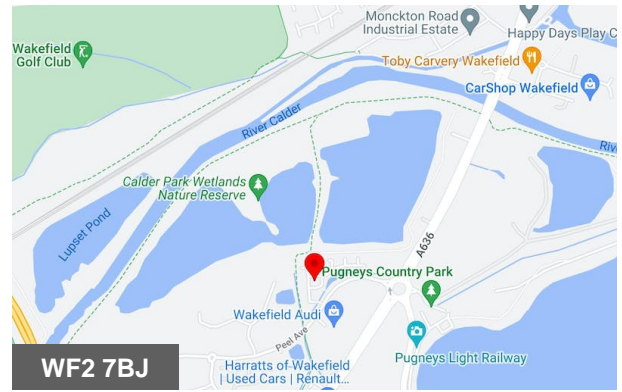 Monckton Road
Industrial Estate
Happy Days Play C
Wakefield
Golf Club
Toby Carvery Wakefield
CarShop Wakefield
River Calder
Calder Park Wetlands
Nature Reserve
Lupset Pond
A636
Pugneys Country Park
Wakefield Audi
Peel Ave
Pugneys Light Railway
Harratts of Wakefield
| Used Cars | Renault...
WF2 7BJ